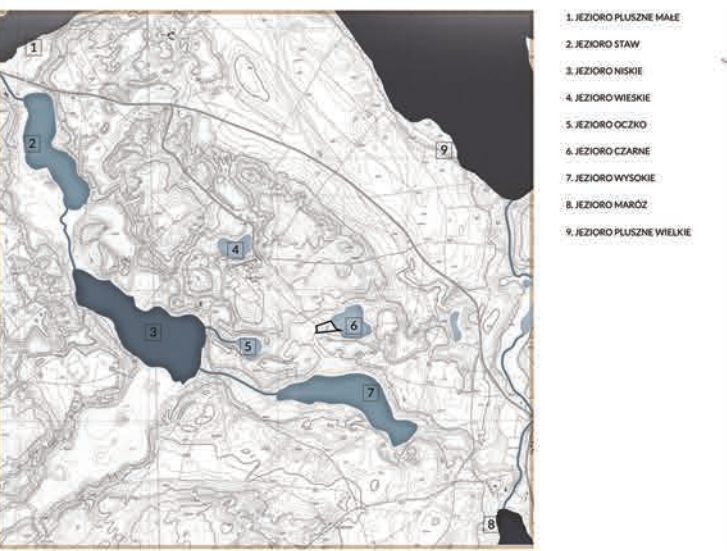 1
2
3
4
5
6
7
8
9
1. JEZIORO PLUSZNE MAŁE
2. JEZIORO STAW
3. JEZIORO NISKIE
4. JEZIORO WIESKIE
5. JEZIORO OCZKO
6. JEZIORO CZARNE
7. JEZIORO WYSOKIE
8. JEZIORO MARÓZ
9. JEZIORO PLUSZNE WIELKIE